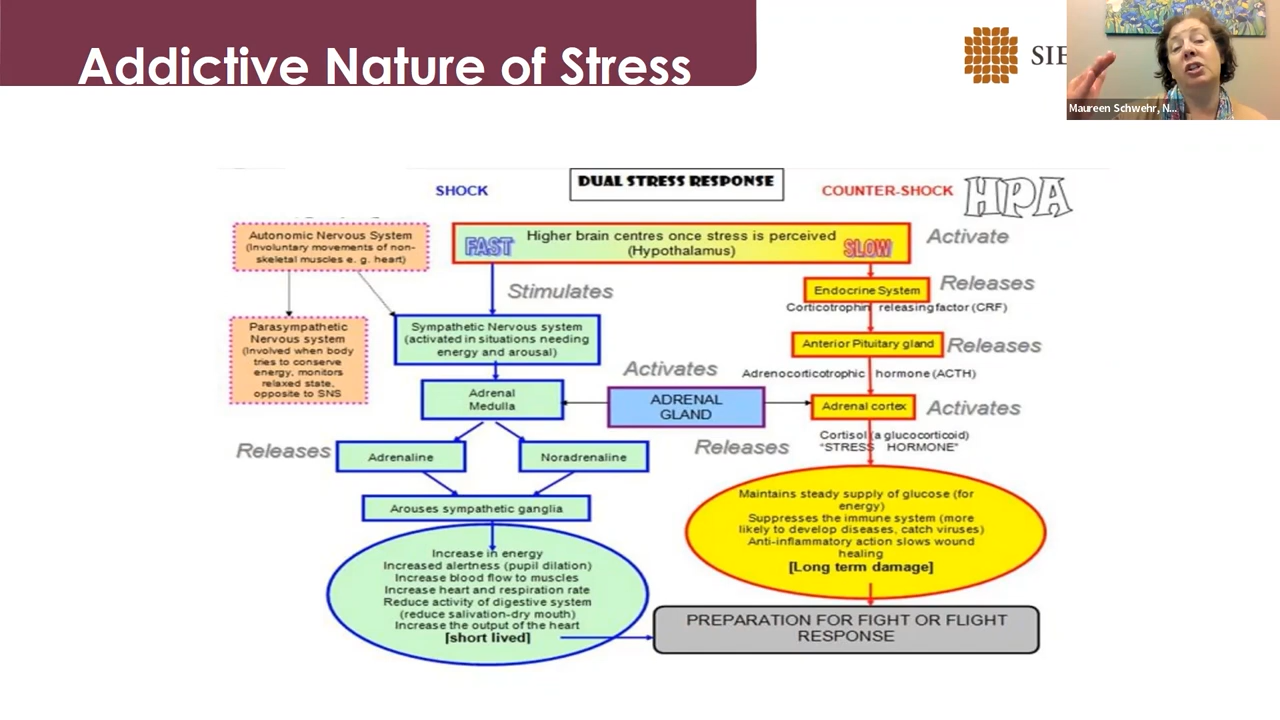 Addictive Nature of Stress
SIE
Maureen Schwehr, N...
DUAL STRESS RESPONSE
SHOCK
COUNTER-SHOCK
HPA
Autonomic Nervous System
(Involuntary movements of non-
skeletal muscles e. g. heart)
FAST
Higher brain centres once stress is perceived
(Hypothalamus)
SLOW
Activate
Stimulates
Endocrine System
Releases
Corticotrophin releasing factor (CRF)
Parasympathetic
Nervous system
(Involved when body
tries to conserve
energy, monitors
relaxed state,
opposite to SNS
Sympathetic Nervous system
(activated in situations needing
energy and arousal)
Anterior Pituitary gland
Releases
Adrenocorticotrophic hormone (ACTH)
Activates
Adrenal
Medulla
ADRENAL
GLAND
Adrenal cortex
Activates
Releases
Cortisol (a glucocorticoid)
"STRESS HORMONE"
Releases
Adrenaline
Noradrenaline
Arouses sympathetic ganglia
Increase in energy
Increased alertness (pupil dilation)
Increase blood flow to muscles
Increase heart and respiration rate
Reduce activity of digestive system
(reduce salivation-dry mouth)
Increase the output of the heart
[short lived]
Maintains steady supply of glucose (for
energy)
Suppresses the immune system (more
likely to develop diseases, catch viruses)
Anti-inflammatory action slows wound
healing
[Long term damage]
PREPARATION FOR FIGHT OR FLIGHT
RESPONSE